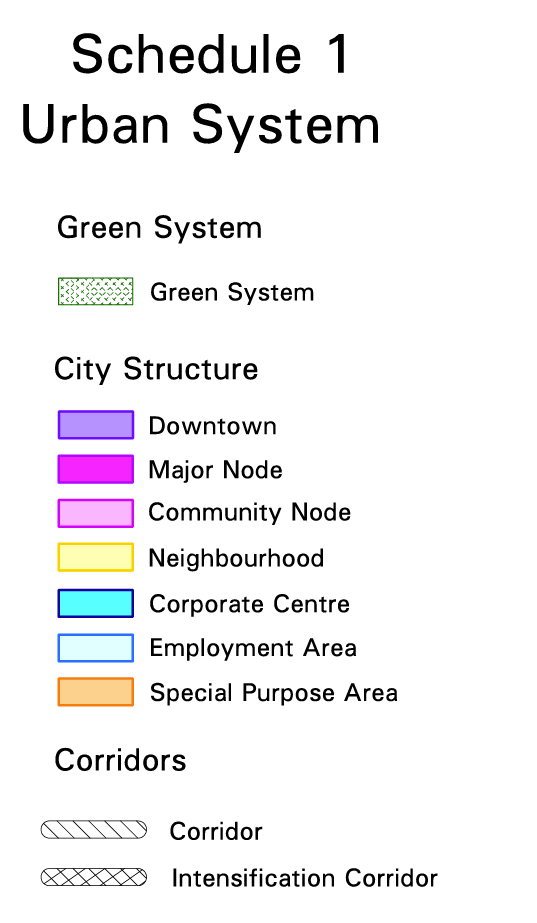 Schedule 1
Urban System
Green System
Green System
City Structure
Downtown
Major Node
Community Node
Neighbourhood
Corporate Centre
Employment Area
Special Purpose Area
Corridors
Corridor
Intensification Corridor